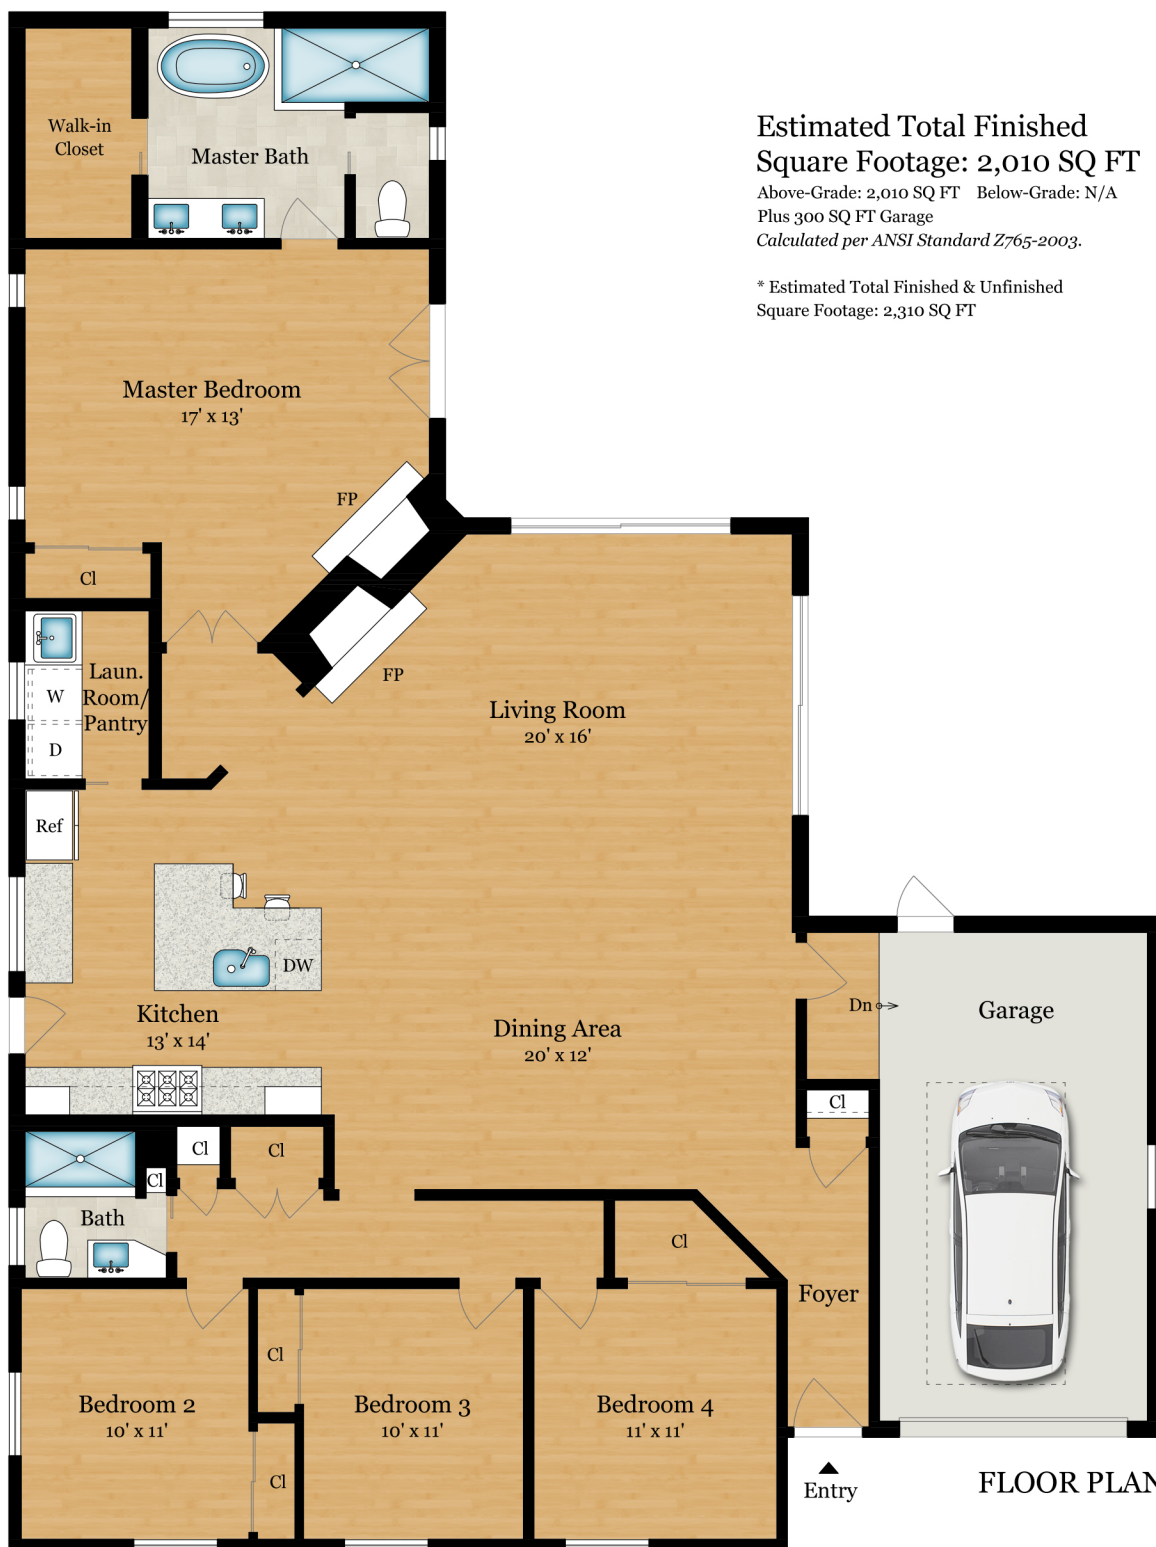 Estimated Total Finished
Square Footage: 2,010 SQ FT
Above-Grade: 2,010 SQ FT Below-Grade: N/A
Plus 300 SQ FT Garage
Calculated per ANSI Standard Z765-2003.
* Estimated Total Finished & Unfinished
Square Footage: 2,310 SQ FT
Walk-in
Closet
Master Bath
Master Bedroom
17' x 13'
FP
Cl
FP
Laun.
Room/
Pantry
W
D
Living Room
20' x 16'
Ref
DW
Kitchen
13' x 14'
Dining Area
20' x 12'
Dn
Garage
Cl
Cl
Cl
Cl
Bath
Cl
Foyer
Cl
Bedroom 2
10' x 11'
Bedroom 3
10' x 11'
Bedroom 4
11' x 11'
Cl
Entry
FLOOR PLAN